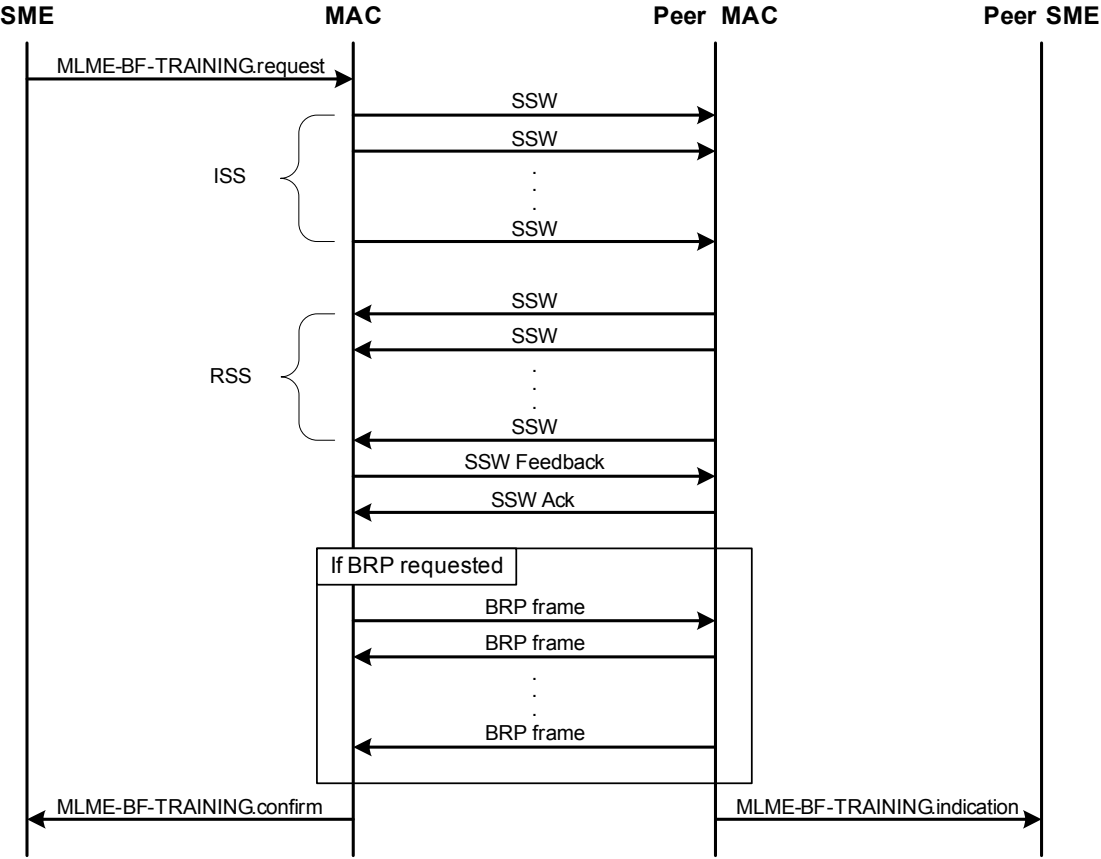 SME MAC Peer MAC Peer SME
MLME-BF-TRAINING.request
SSW
SSW
ISS
SSW
SSW
SSW
RSS
SSW
SSW Feedback
SSW Ack
If BRP requested
BRP frame
BRP frame
BRP frame
MLME-BF-TRAINING.confirm MLME-BF-TRAINING.indication